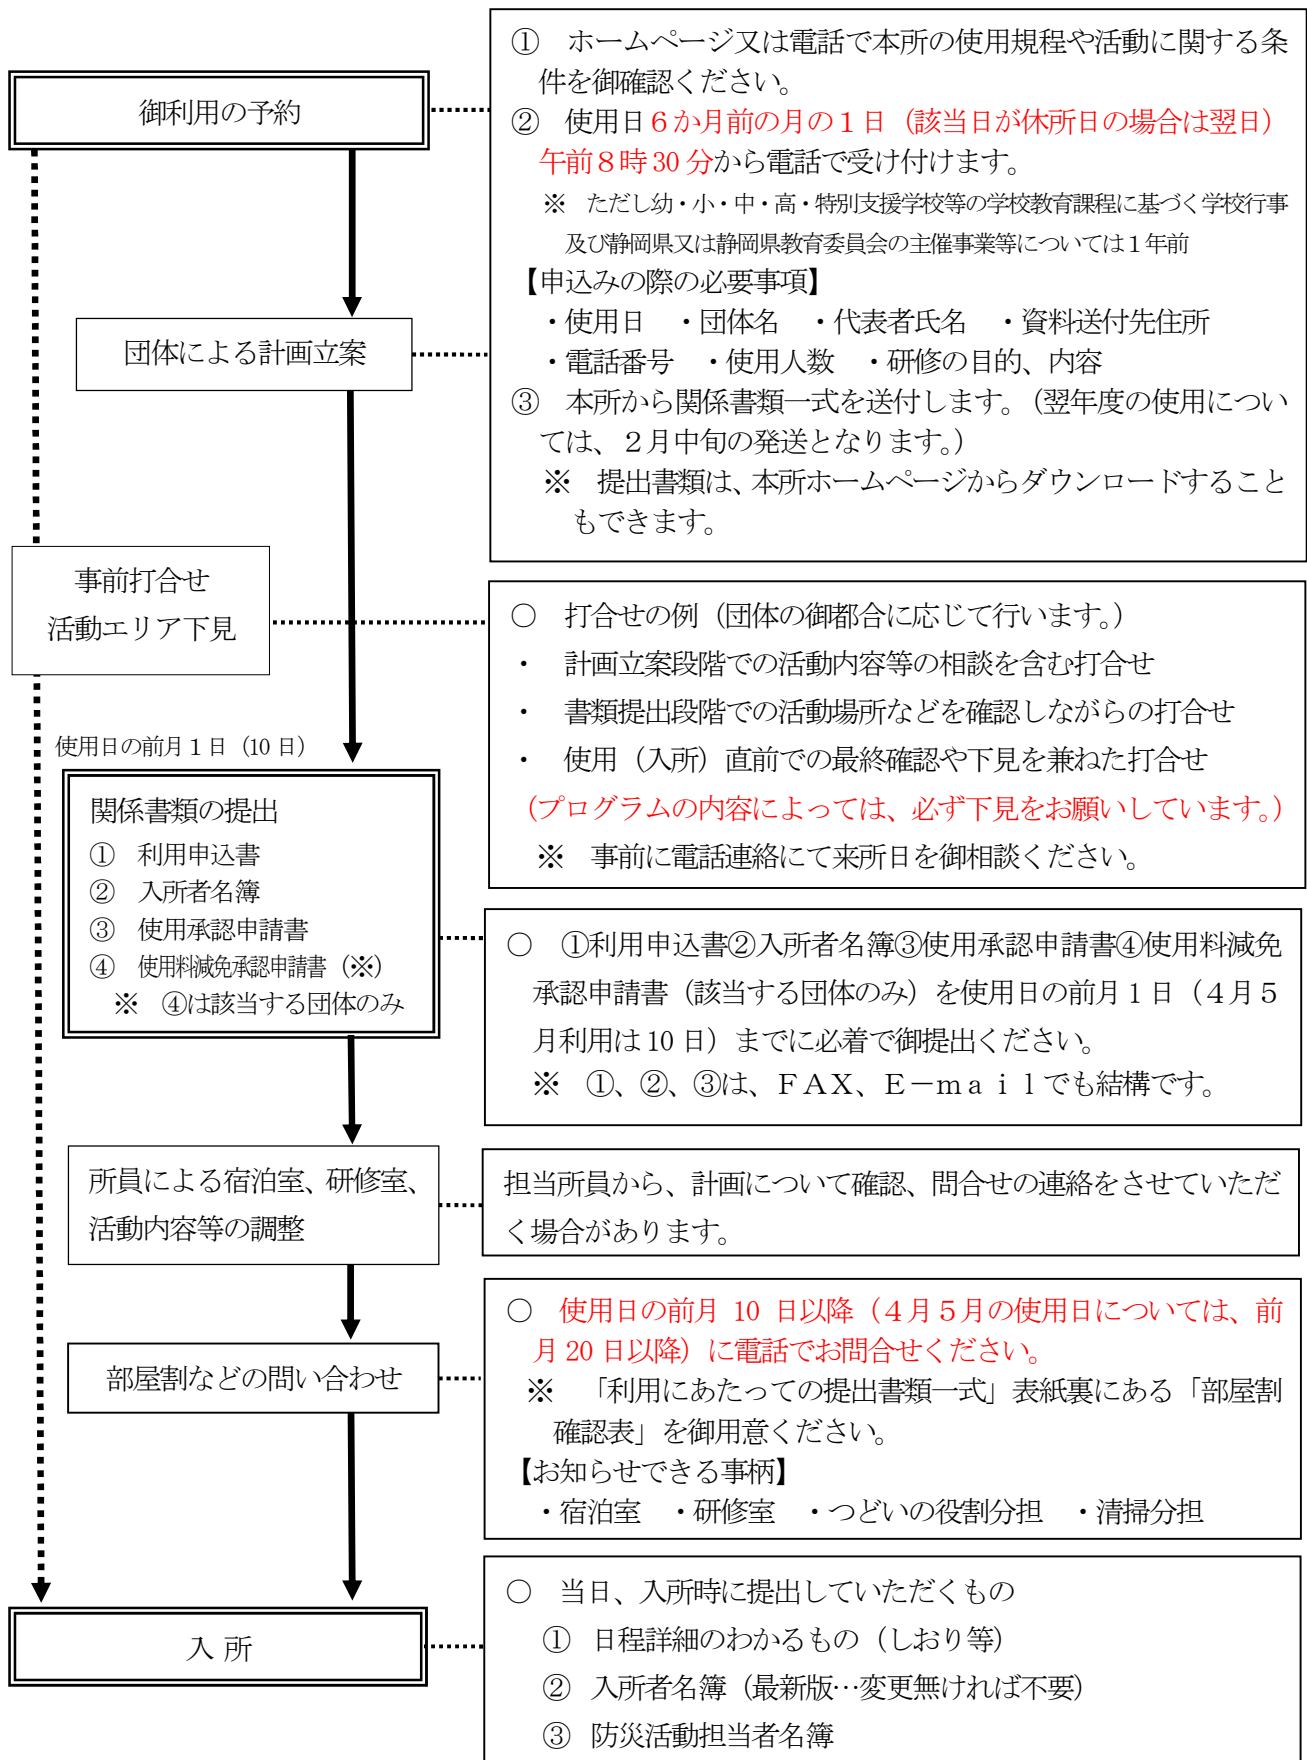 御利用の予約
① ホームページ又は電話で本所の使用規程や活動に関する条
件を御確認ください。
② 使用日６か月前の月の１日（該当日が休所日の場合は翌日）
午前８時30分から電話で受け付けます。
※ ただし幼・小・中・高・特別支援学校等の学校教育課程に基づく学校行事
及び静岡県又は静岡県教育委員会の主催事業等については１年前
【申込みの際の必要事項】
・使用日 ・団体名 ・代表者氏名 ・資料送付先住所
・電話番号 ・使用人数 ・研修の目的、内容
③ 本所から関係書類一式を送付します。（翌年度の使用につい
ては、２月中旬の発送となります。）
※ 提出書類は、本所ホームページからダウンロードすること
もできます。
団体による計画立案
事前打合せ
活動エリア下見
○ 打合せの例（団体の御都合に応じて行います。）
・ 計画立案段階での活動内容等の相談を含む打合せ
・ 書類提出段階での活動場所などを確認しながらの打合せ
・ 使用（入所）直前での最終確認や下見を兼ねた打合せ
（プログラムの内容によっては、必ず下見をお願いしています。）
※ 事前に電話連絡にて来所日を御相談ください。
使用日の前月１日（10日）
関係書類の提出
① 利用申込書
② 入所者名簿
③ 使用承認申請書
④ 使用料減免承認申請書（※）
※ ④は該当する団体のみ
○ ①利用申込書②入所者名簿③使用承認申請書④使用料減免
承認申請書（該当する団体のみ）を使用日の前月１日（４月５
月利用は10日）までに必着で御提出ください。
※ ①、②、③は、ＦＡＸ、Ｅ－ｍａｉｌでも結構です。
所員による宿泊室、研修室、
活動内容等の調整
担当所員から、計画について確認、問合せの連絡をさせていただ
く場合があります。
部屋割などの問い合わせ
○ 使用日の前月 10 日以降（４月５月の使用日については、前
月20日以降）に電話でお問合せください。
※ 「利用にあたっての提出書類一式」表紙裏にある「部屋割
確認表」を御用意ください。
【お知らせできる事柄】
・宿泊室 ・研修室 ・つどいの役割分担 ・清掃分担
入 所
○ 当日、入所時に提出していただくもの
① 日程詳細のわかるもの（しおり等）
② 入所者名簿（最新版…変更無ければ不要）
③ 防災活動担当者名簿